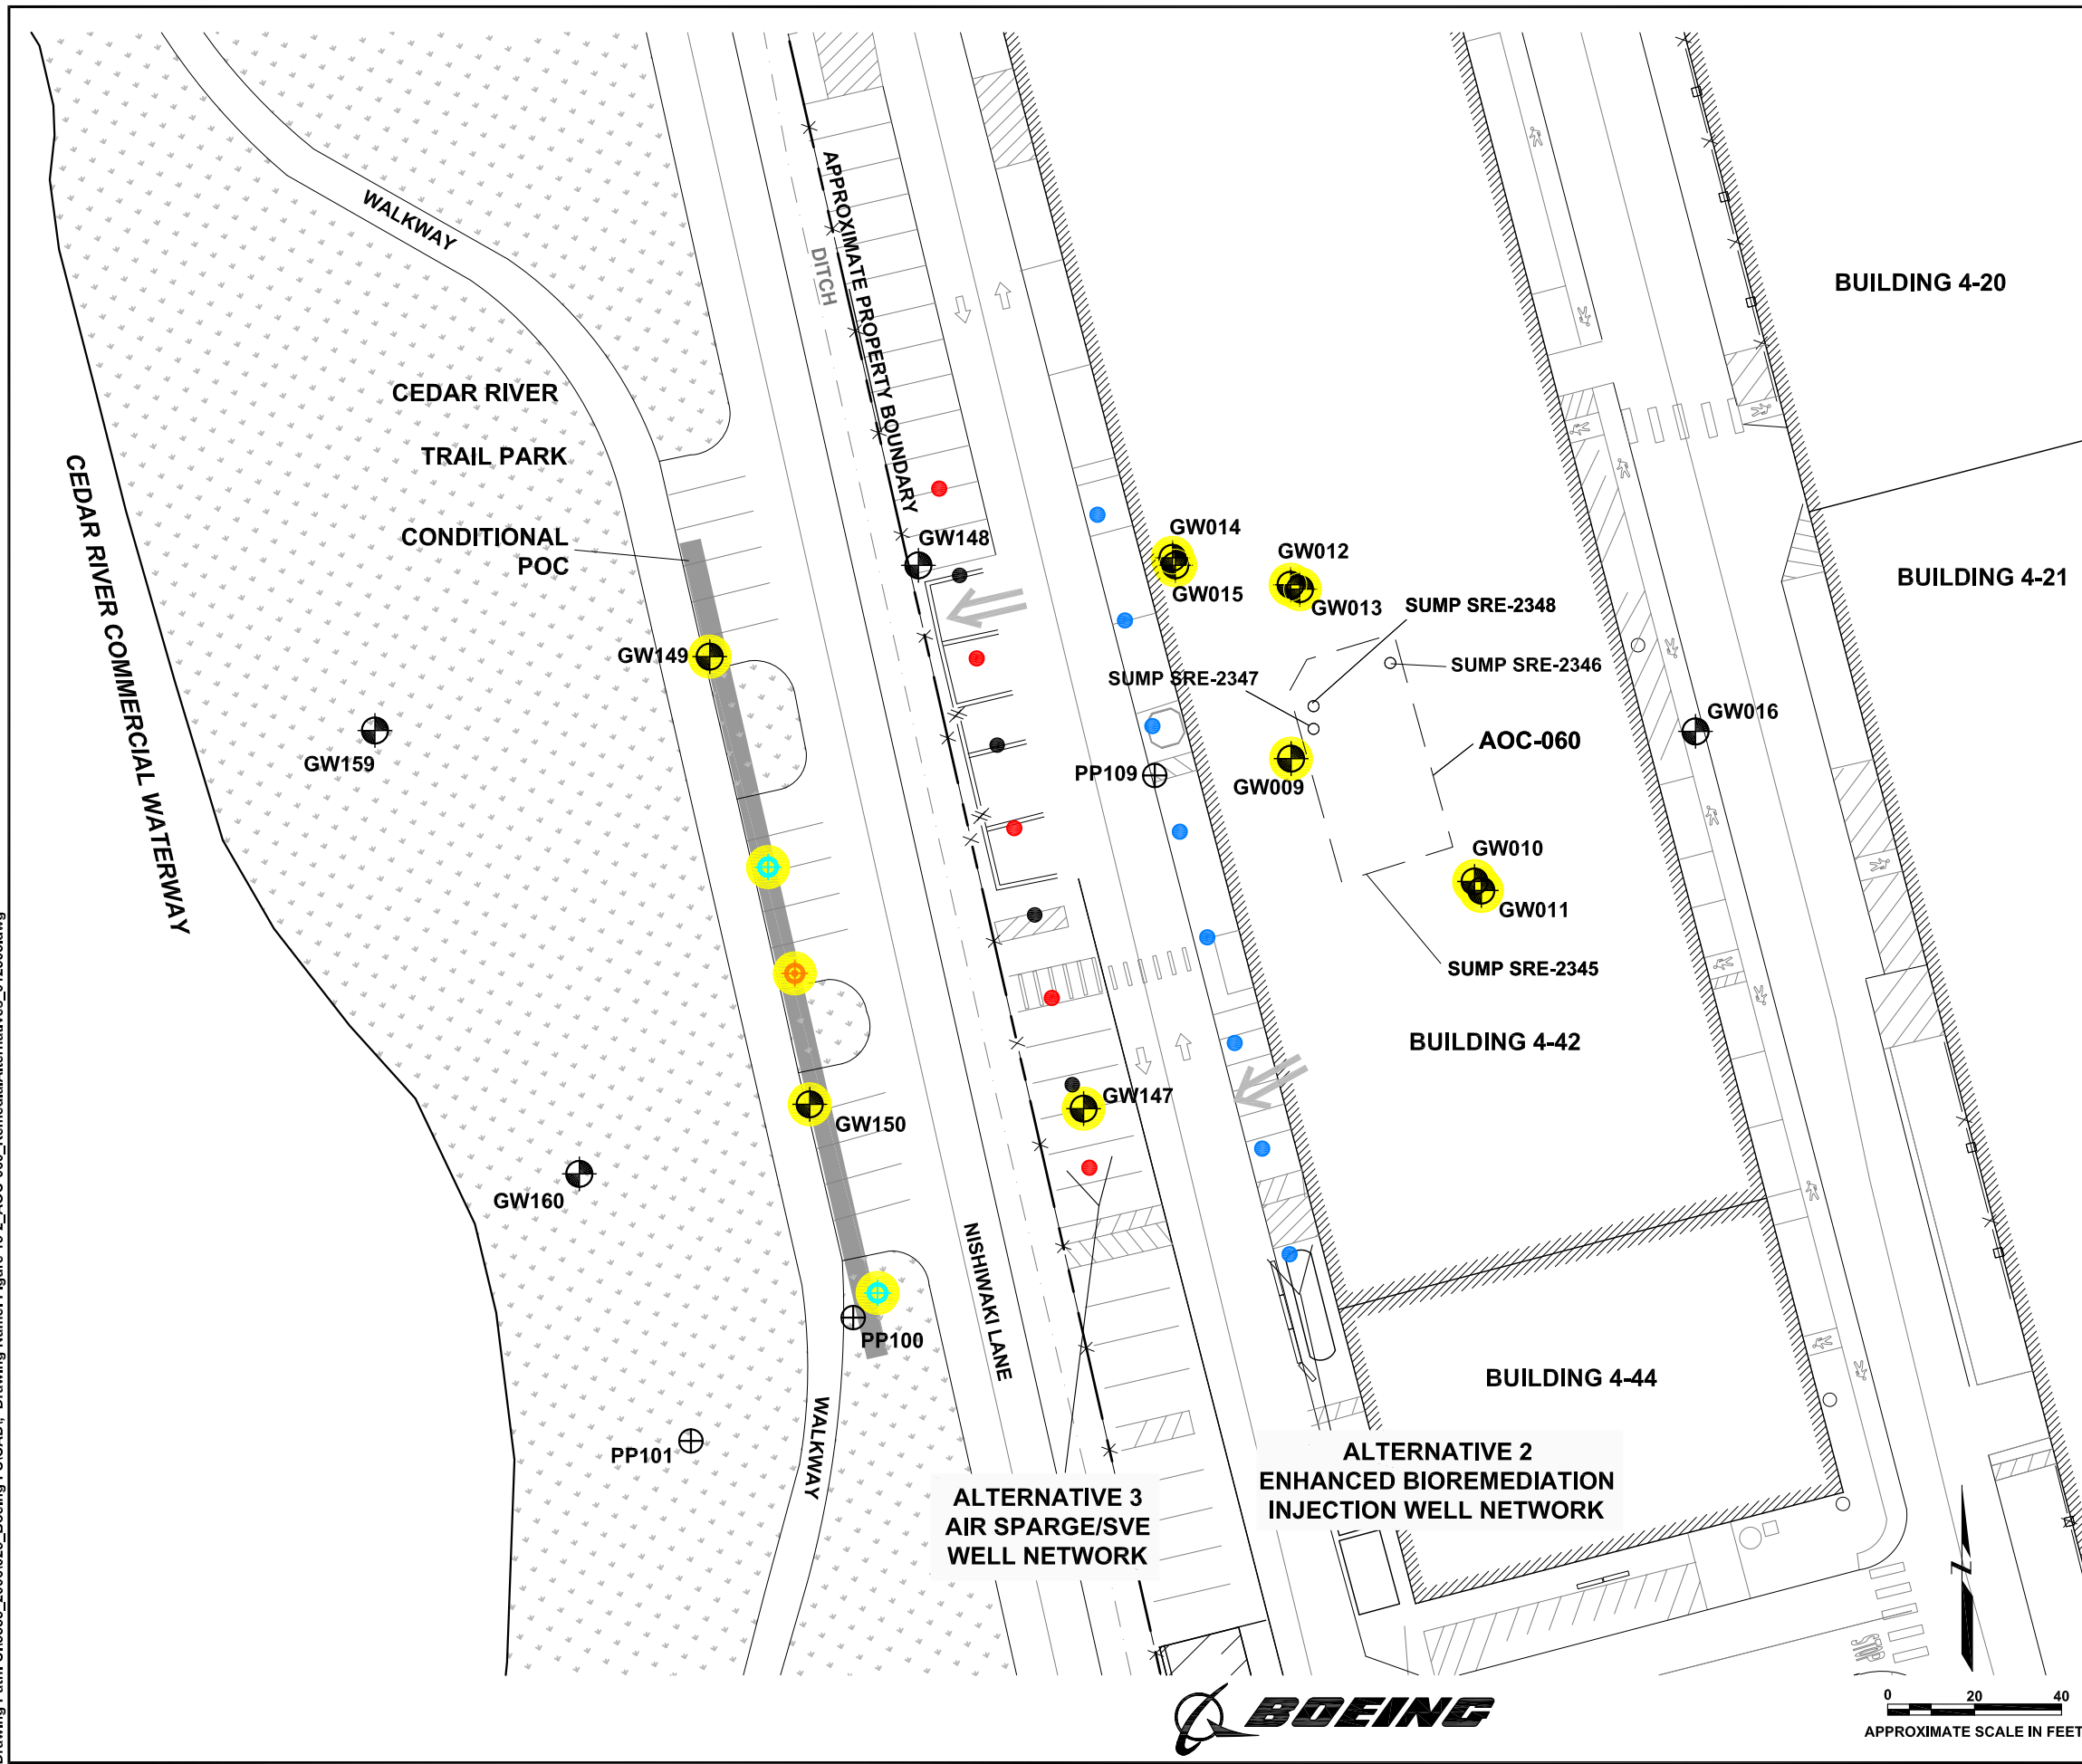 BUILDING 4-20
BUILDING 4-21
WALKWAY
APPROXIMATE PROPERTY BOUNDARY
DITCH
CEDAR RIVER
TRAIL PARK
CONDITIONAL
POC
CEDAR RIVER COMMERCIAL WATERWAY
GW148
GW014
GW015
GW012
GW013
SUMP SRE-2348
SUMP SRE-2346
SUMP SRE-2347
GW149
GW159
GW016
AOC-060
PP109
GW009
GW010
GW011
SUMP SRE-2345
BUILDING 4-42
GW147
GW150
GW160
NISHIWAKI LANE
PP100
PP101
WALKWAY
BUILDING 4-44
ALTERNATIVE 2
ENHANCED BIOREMEDIATION
INJECTION WELL NETWORK
ALTERNATIVE 3
AIR SPARGE/SVE
WELL NETWORK
N
BOEING
0 20 40
APPROXIMATE SCALE IN FEET